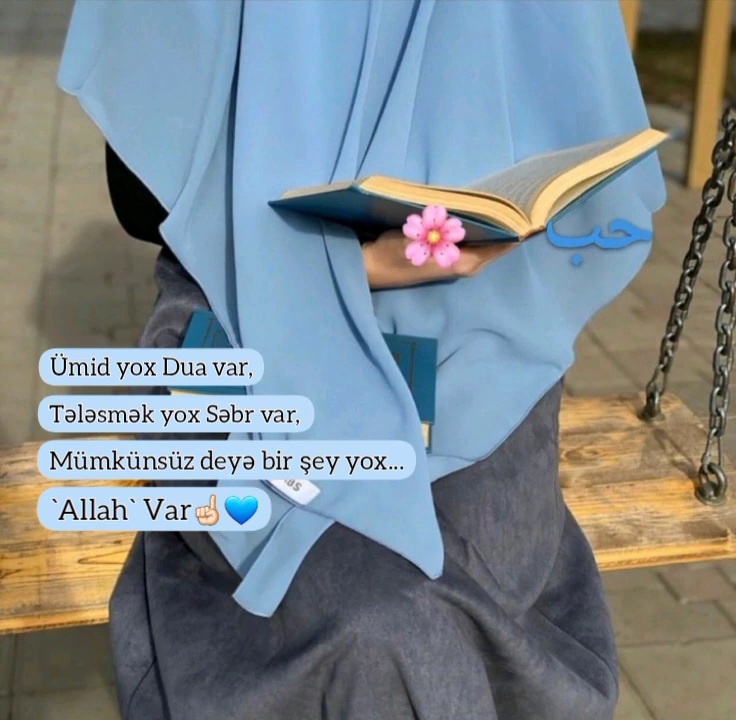 حب
Ümid yox Dua var,
Tələsmək yox Səbr var,
Mümkünsüz deyə bir şey yox...
`Allah` Var☝🏻💙